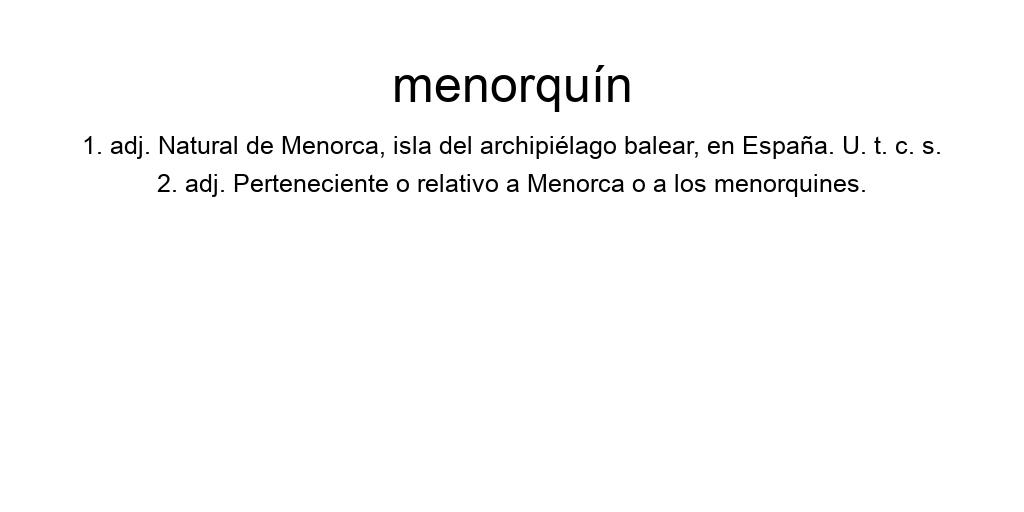 menorquín
1. adj. Natural de Menorca, isla del archipiélago balear, en España. U. t. c. s.
2. adj. Perteneciente o relativo a Menorca o a los menorquines.